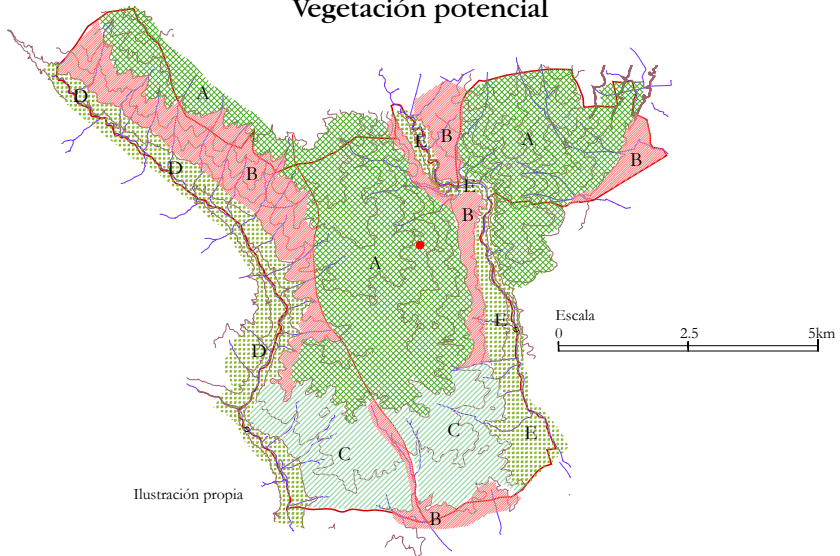 Vegetación potencial
D
A
E
B
A
B
D
B
E
B
A
D
E
Escala
0
2.5
5km
C
C
E
B
Ilustración propia